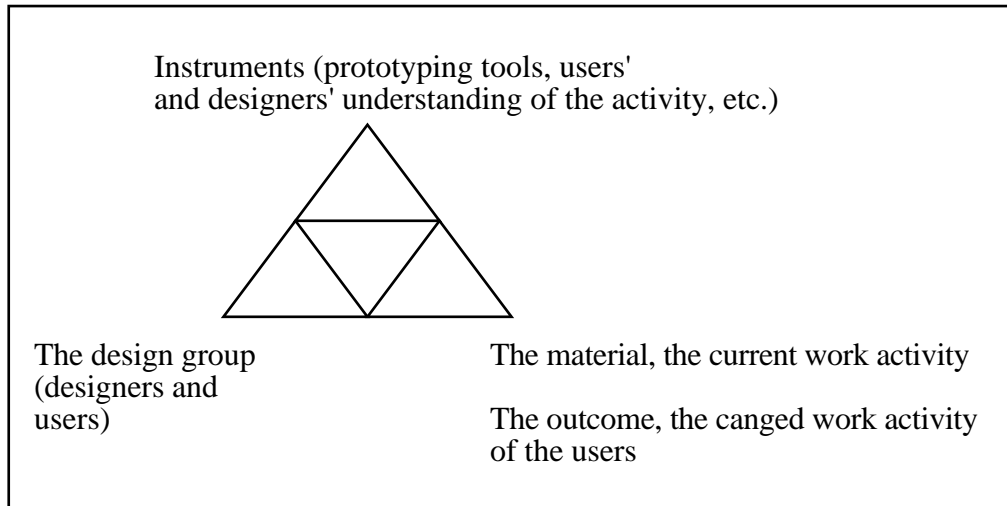 Instruments (prototyping tools, users'
and designers' understanding of the activity, etc.)
The design group
(designers and
users)
The material, the current work activity
The outcome, the canged work activity
of the users